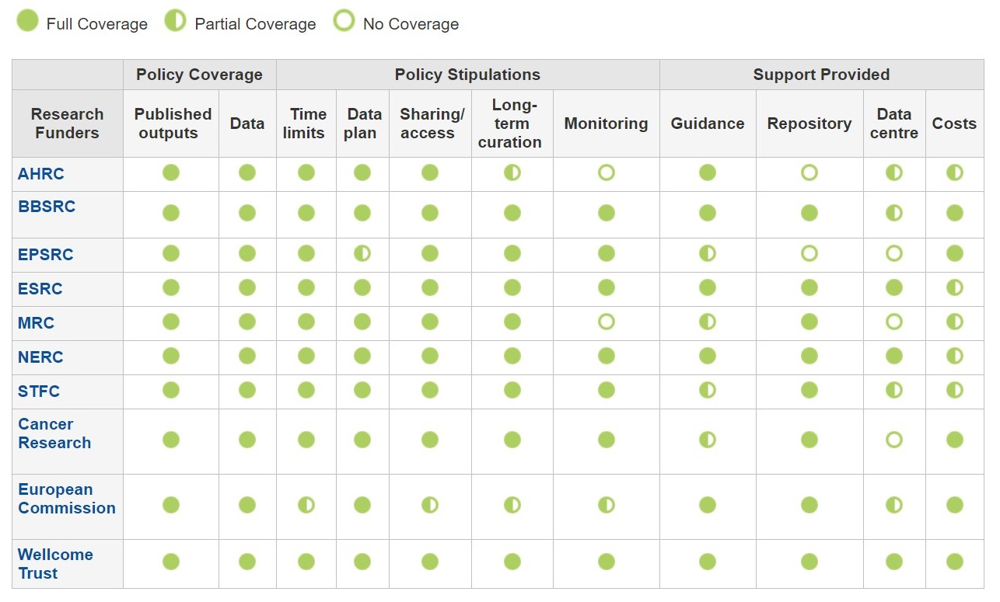 Full Coverage Partial Coverage No Coverage
Policy Coverage Policy Stipulations Support Provided
Research Funders Published outputs Data Time limits Data plan Sharing/ access Long- term curation Monitoring Guidance Repository Data centre Costs
AHRC
BBSRC
EPSRC
ESRC
MRC
NERC
STFC
Cancer
Research
European
Commission
Wellcome
Trust